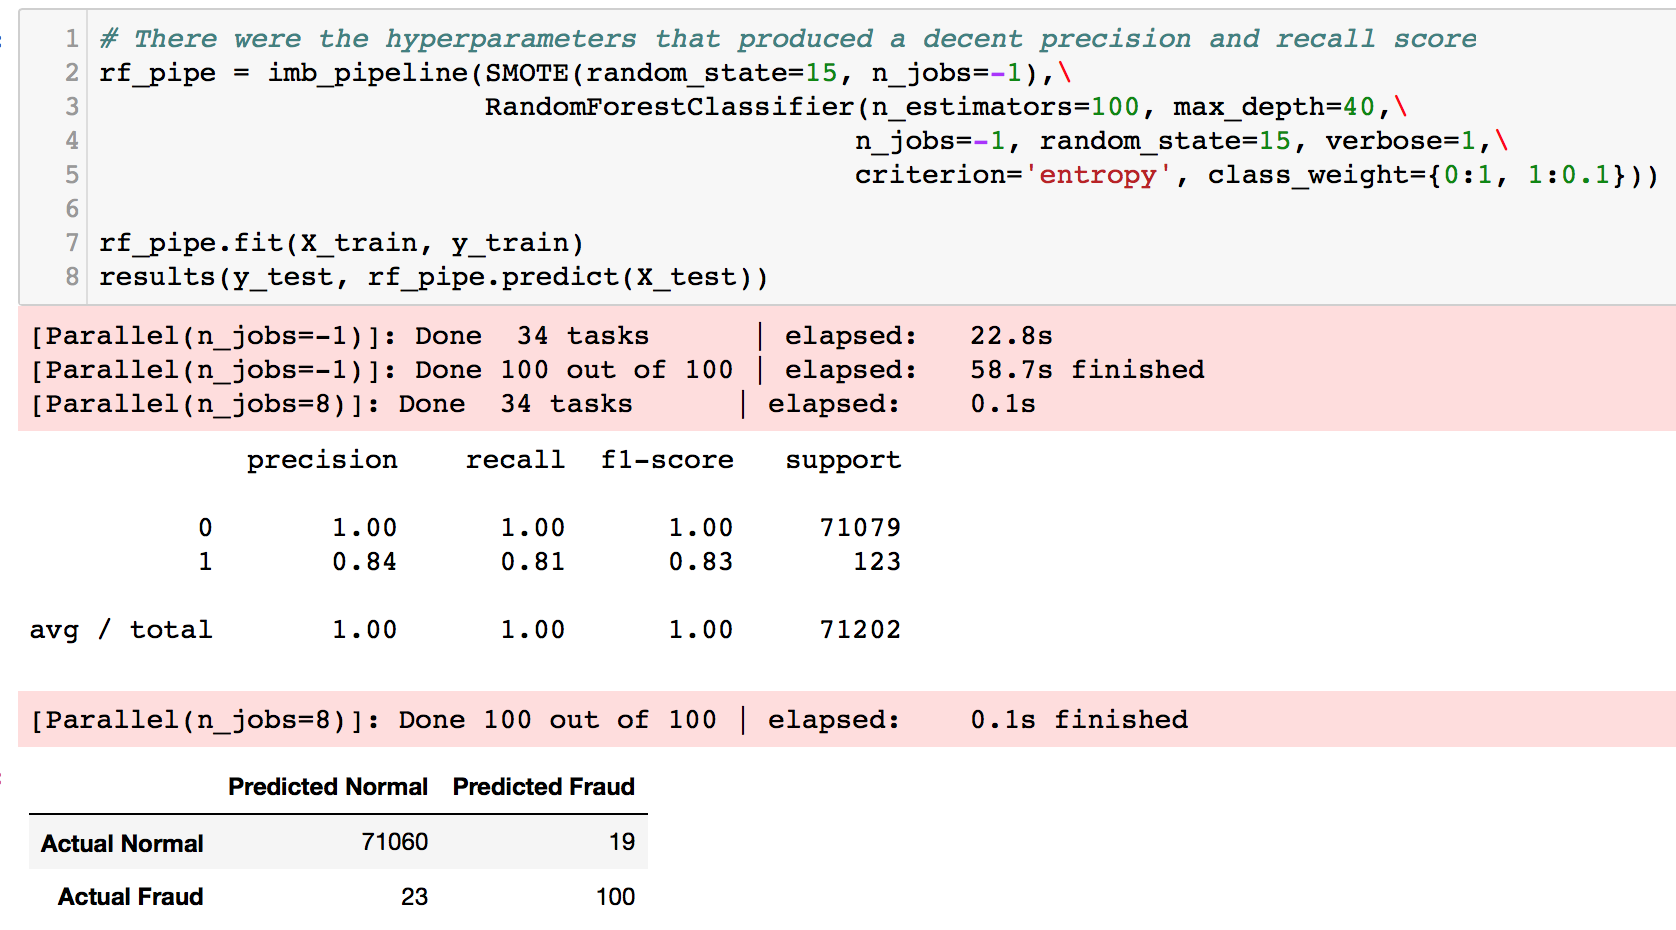 1 # There were the hyperparameters that produced a decent precision and recall score
2 rf_pipe = imb_pipeline(SMOTE(random_state=15, n_jobs=-1),\
3 RandomForestClassifier(n_estimators=100, max_depth=40,\
4 n_jobs=-1, random_state=15, verbose=1,\
5 criterion='entropy', class_weight={0:1, 1:0.1}))
6
7 rf_pipe.fit(X_train, y_train)
8 results(y_test, rf_pipe.predict(X_test))
[Parallel(n_jobs=-1)]: Done 34 tasks | elapsed: 22.8s
[Parallel(n_jobs=-1)]: Done 100 out of 100 | elapsed: 58.7s finished
[Parallel(n_jobs=8)]: Done 34 tasks | elapsed: 0.1s
precision recall f1-score support
0 1.00 1.00 1.00 71079
1 0.84 0.81 0.83 123
avg / total 1.00 1.00 1.00 71202
[Parallel(n_jobs=8)]: Done 100 out of 100 | elapsed: 0.1s finished
Predicted Normal Predicted Fraud
Actual Normal 71060 19
Actual Fraud 23 100